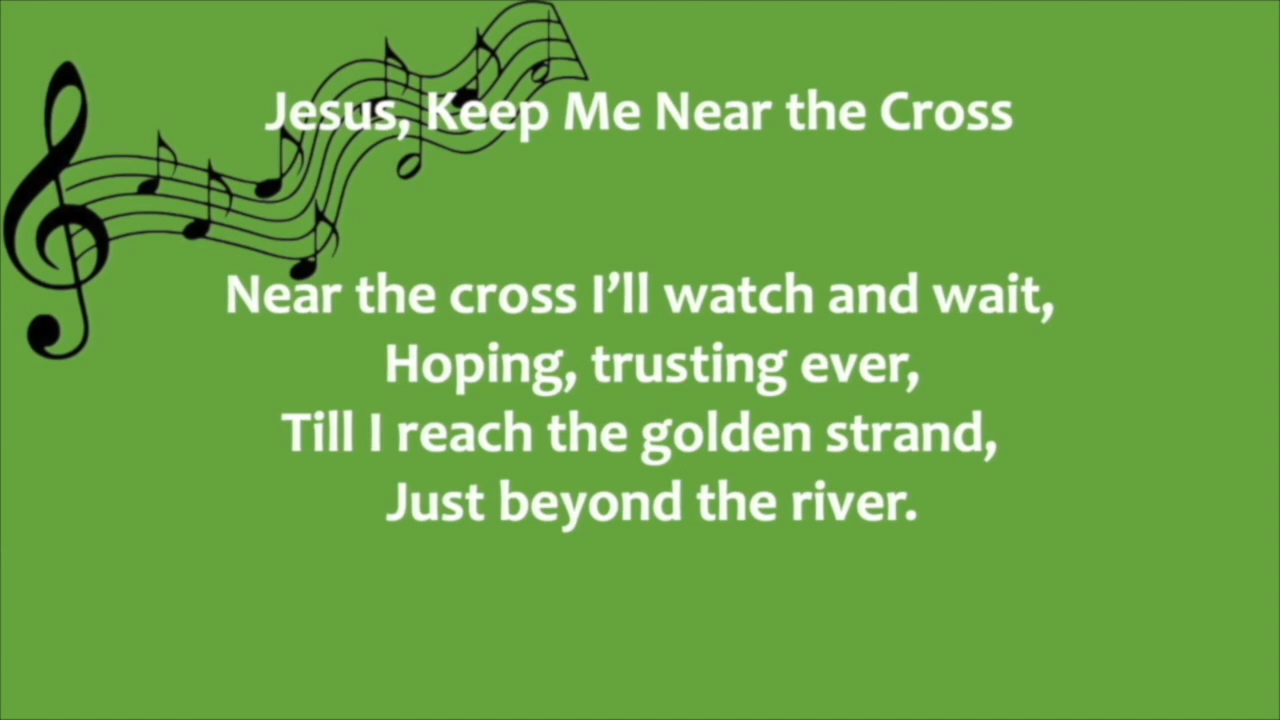 Jesus, Keep Me Near the Cross
Near the cross I’ll watch and wait,
Hoping, trusting ever,
Till I reach the golden strand,
Just beyond the river.